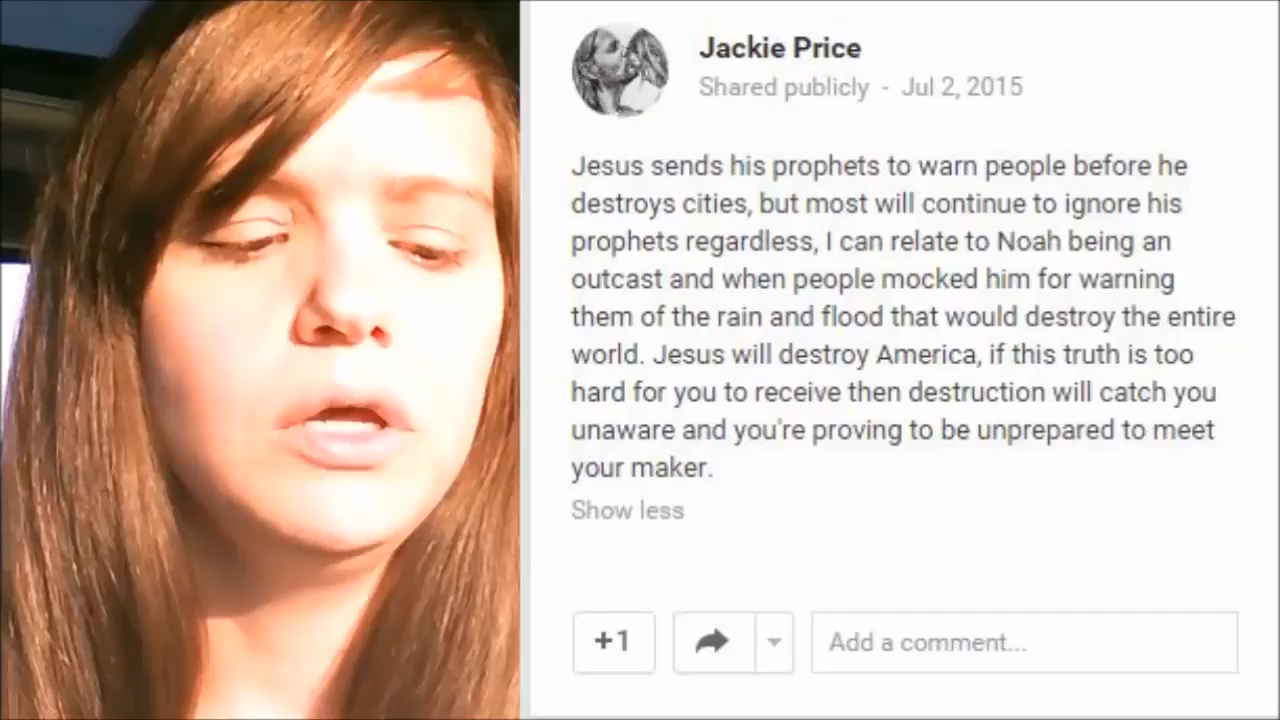 Jackie Price
Shared publicly - Jul 2, 2015
Jesus sends his prophets to warn people before he
destroys cities, but most will continue to ignore his
prophets regardless, I can relate to Noah being an
outcast and when people mocked him for warning
them of the rain and flood that would destroy the entire
world. Jesus will destroy America, if this truth is too
hard for you to receive then destruction will catch you
unaware and you're proving to be unprepared to meet
your maker.
Show less
+1
Add a comment...